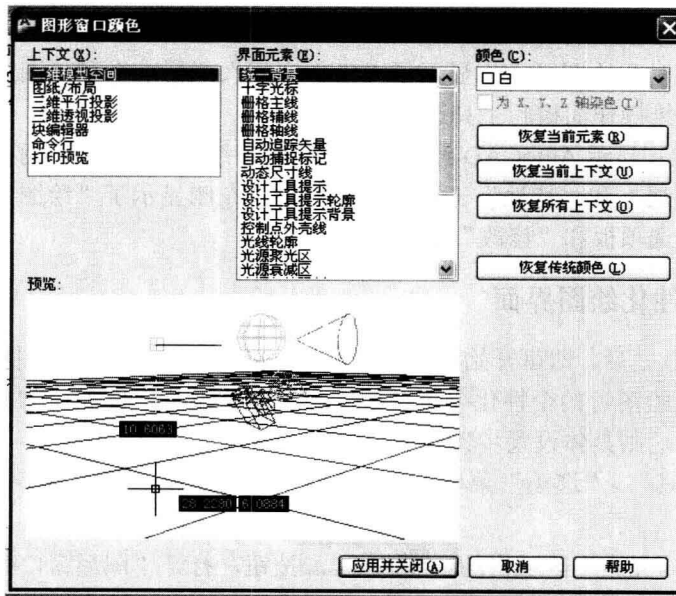 图形窗口颜色
上下文(X):
二维模型空间
图纸/布局
三维平行投影
三维透视投影
块编辑器
命令行
打印预览
界面元素(E):
统一背景
十字光标
栅格主线
栅格辅线
栅格轴线
自动追踪矢量
自动捕捉标记
动态尺寸线
设计工具提示
设计工具提示轮廓
设计工具提示背景
控制点外壳线
光线轮廓
光源聚光区
光源衰减区
颜色(C):
白
为 X、Y、Z 轴染色(T)
恢复当前元素(R)
恢复当前上下文(U)
恢复所有上下文(O)
恢复传统颜色(L)
预览:
10.6063
28.2280
6.0884
应用并关闭(A)
取消
帮助